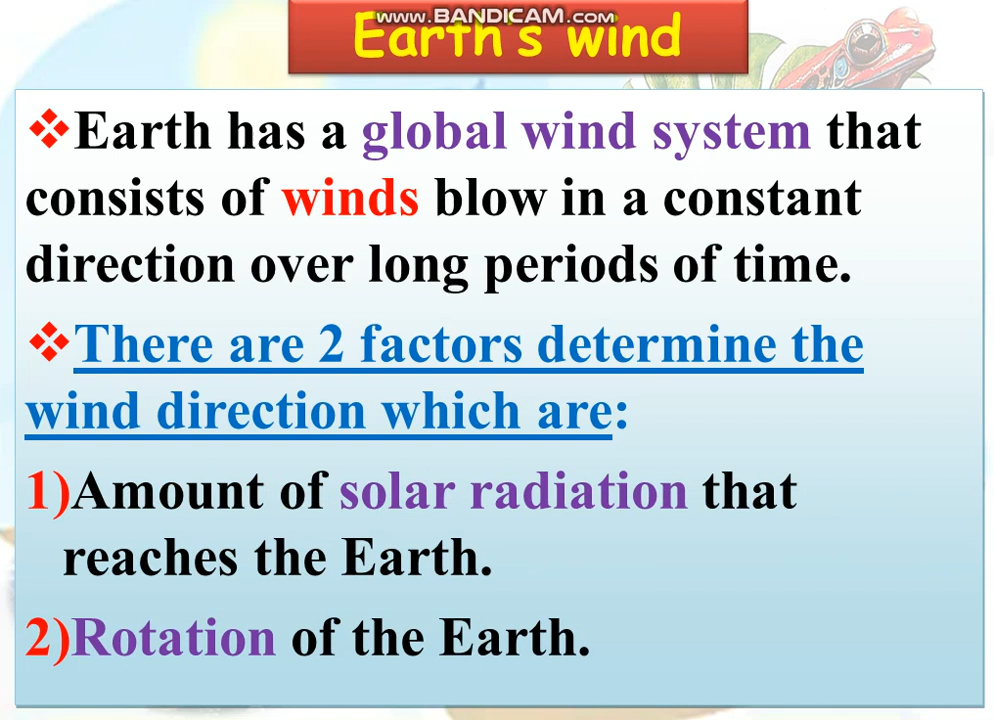 www.BANDICAM.com
Earth's wind
❖Earth has a global wind system that
consists of winds blow in a constant
direction over long periods of time.
❖There are 2 factors determine the
wind direction which are:
1)Amount of solar radiation that
reaches the Earth.
2)Rotation of the Earth.